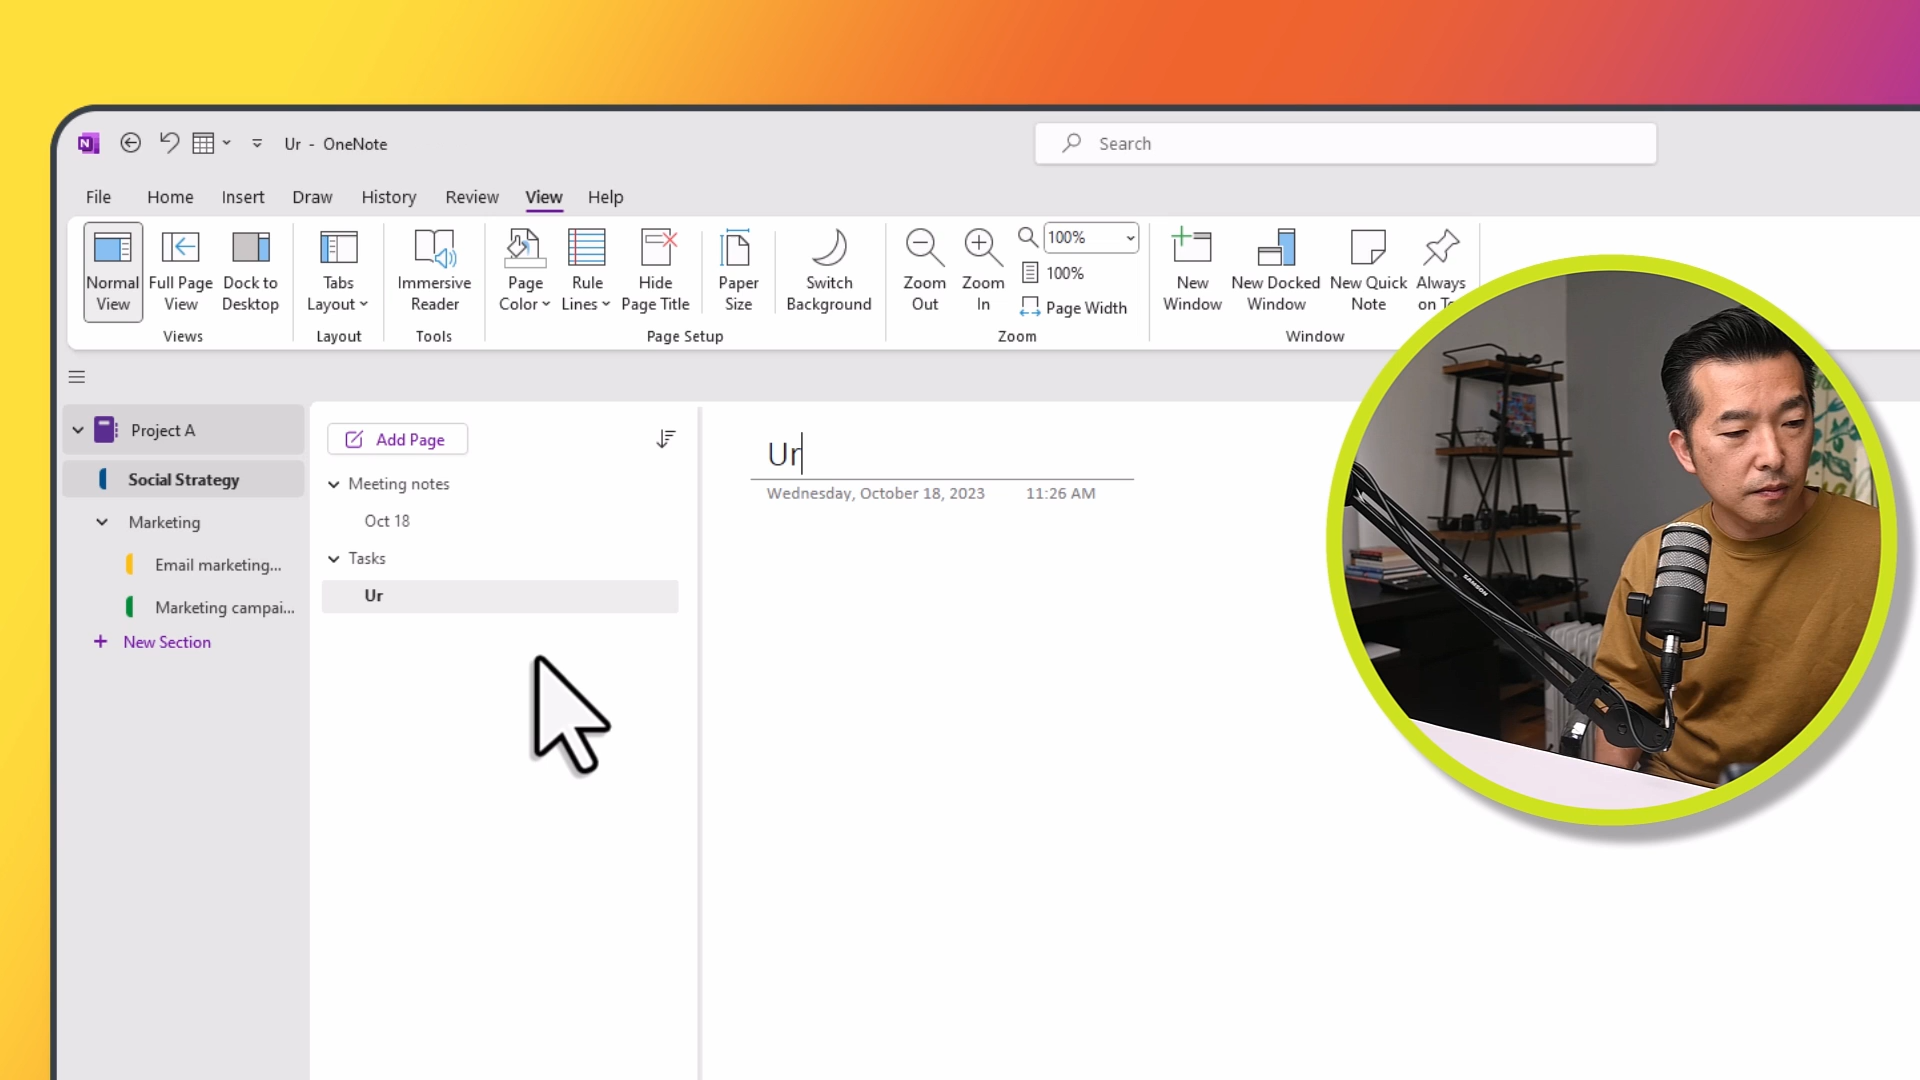 Ur - OneNote
Search
File Home Insert Draw History Review View Help
Normal View
Full Page View
Dock to Desktop
Views
Tabs Layout
Layout
Immersive Reader
Tools
Page Color
Rule Lines
Hide Page Title
Paper Size
Switch Background
Page Setup
Zoom Out
Zoom In
100%
100%
Page Width
Zoom
New Window
New Docked Window
New Quick Note
Always on T
Window
Project A
Social Strategy
Marketing
Email marketing...
Marketing campai...
New Section
Add Page
Meeting notes
Oct 18
Tasks
Ur
Ur
Wednesday, October 18, 2023 11:26 AM
SAMSON